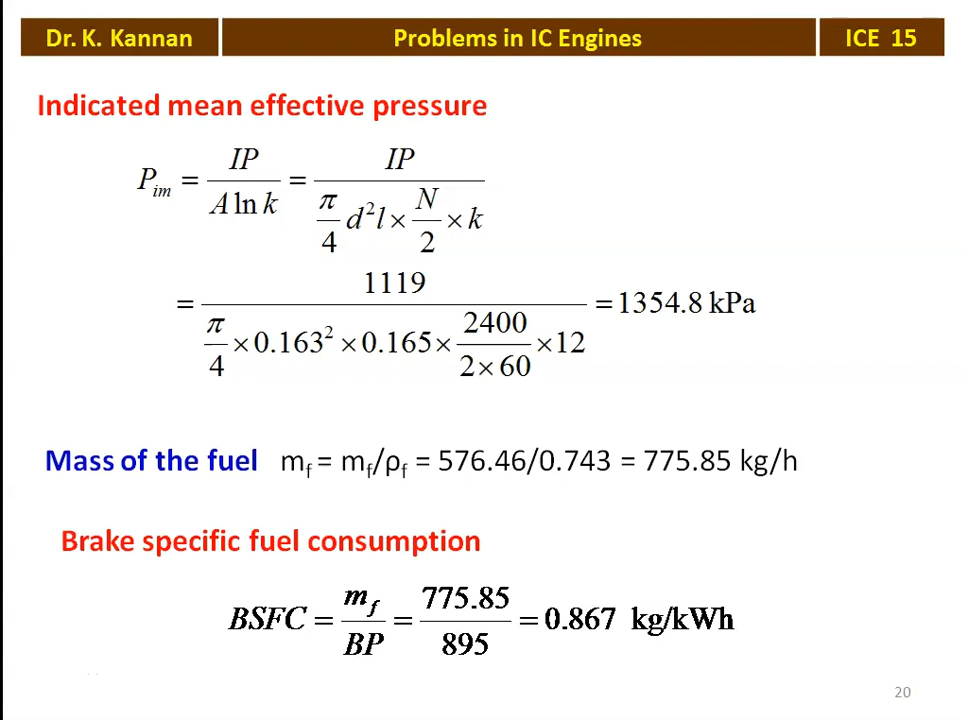 Dr. K. Kannan Problems in IC Engines ICE 15
Indicated mean effective pressure
P_im = IP / (A ln k) = IP / (π/4 d² l × N/2 × k)
= 1119 / (π/4 × 0.163² × 0.165 × 2400/(2 × 60) × 12) = 1354.8 kPa
Mass of the fuel m_f = m_f/ρ_f = 576.46/0.743 = 775.85 kg/h
Brake specific fuel consumption
BSFC = m_f / BP = 775.85 / 895 = 0.867 kg/kWh
20